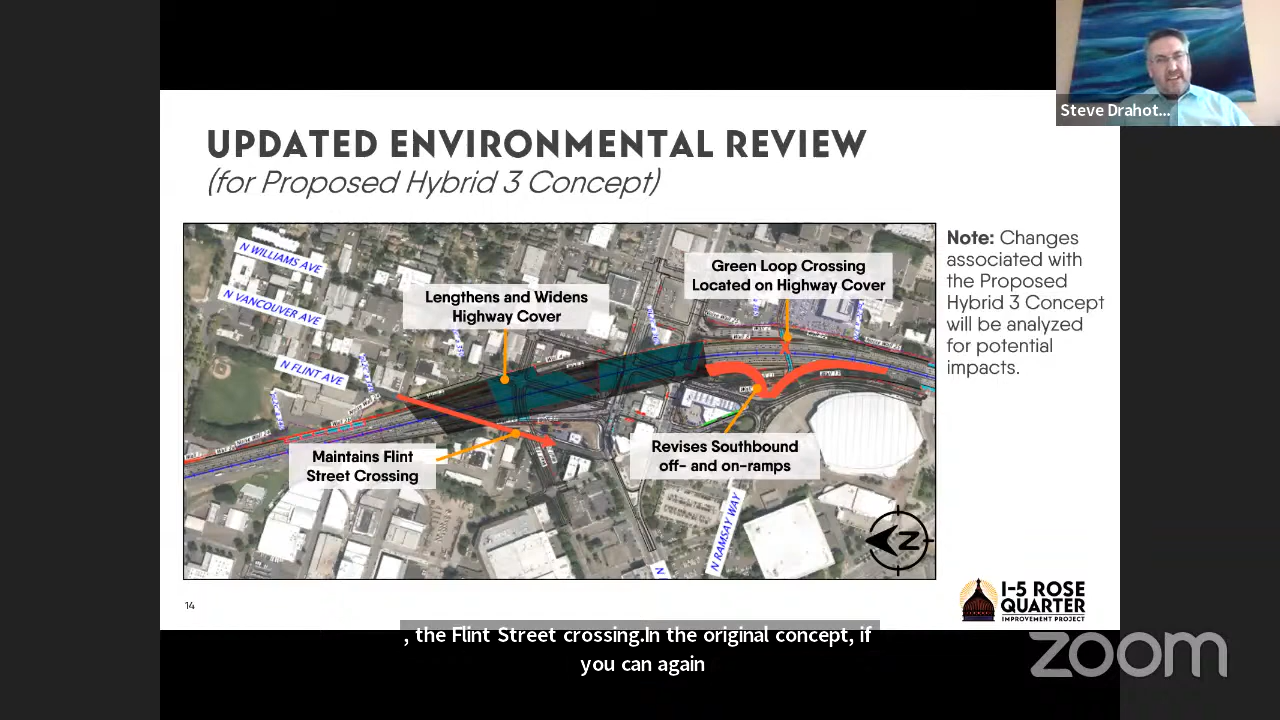 Steve Drahot...
UPDATED ENVIRONMENTAL REVIEW
(for Proposed Hybrid 3 Concept)
N WILLIAMS AVE
N VANCOUVER AVE
N FLINT AVE
Lengthens and Widens
Highway Cover
Green Loop Crossing
Located on Highway Cover
Maintains Flint
Street Crossing
Revises Southbound
off- and on-ramps
N RAMSAY WAY
N
Z
Note: Changes
associated with
the Proposed
Hybrid 3 Concept
will be analyzed
for potential
impacts.
14
I-5 ROSE
QUARTER
IMPROVEMENT PROJECT
, the Flint Street crossing.In the original concept, if
you can again
zoom